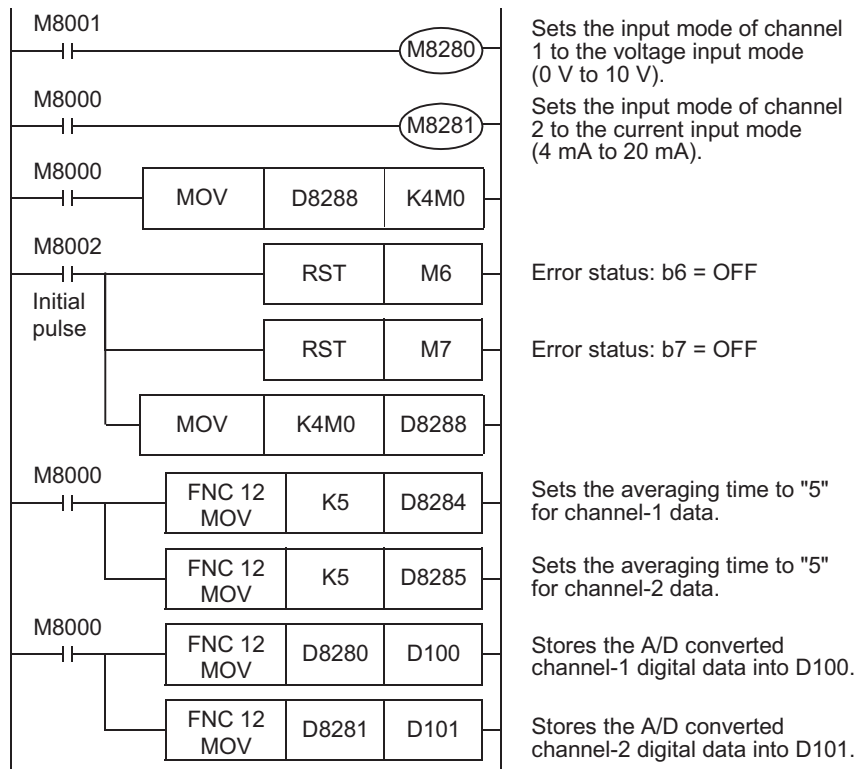 M8001
M8280
Sets the input mode of channel
1 to the voltage input mode
(0 V to 10 V).
M8000
M8281
Sets the input mode of channel
2 to the current input mode
(4 mA to 20 mA).
M8000
MOV D8288 K4M0
M8002
RST M6
Error status: b6 = OFF
Initial
pulse
RST M7
Error status: b7 = OFF
MOV K4M0 D8288
M8000
FNC 12
MOV
K5 D8284
Sets the averaging time to "5"
for channel-1 data.
FNC 12
MOV
K5 D8285
Sets the averaging time to "5"
for channel-2 data.
M8000
FNC 12
MOV
D8280 D100
Stores the A/D converted
channel-1 digital data into D100.
FNC 12
MOV
D8281 D101
Stores the A/D converted
channel-2 digital data into D101.